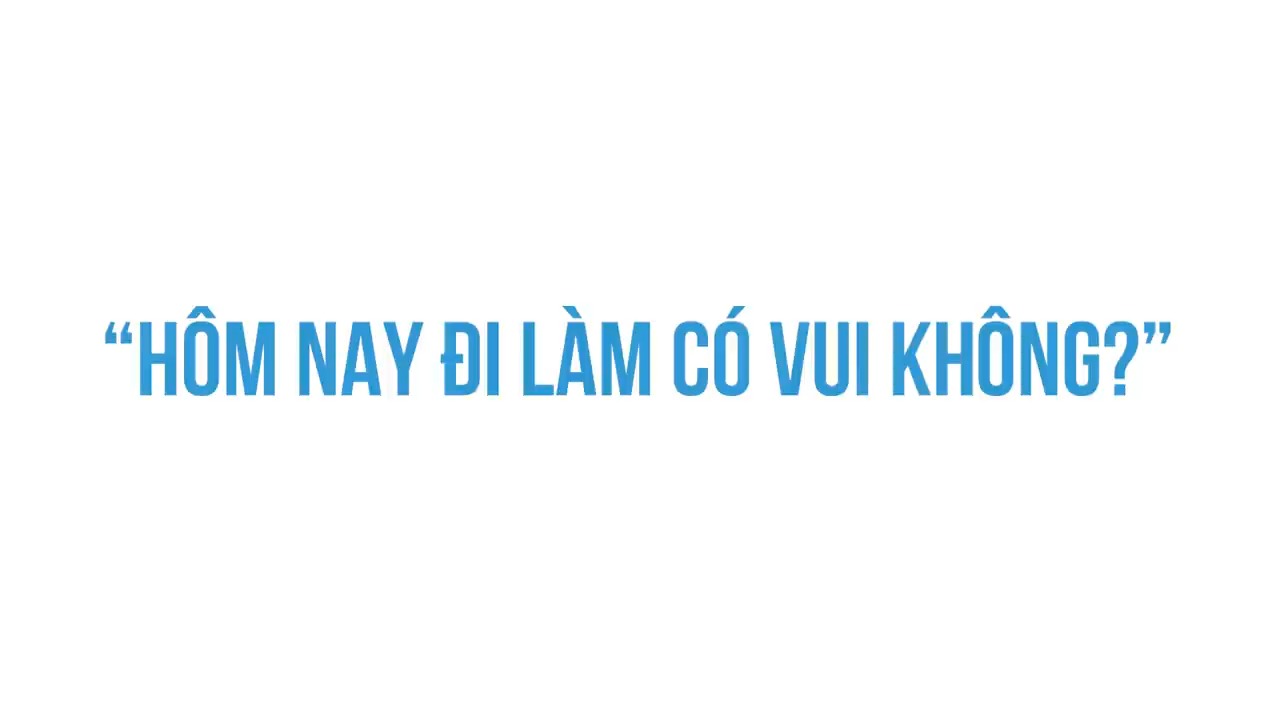 “HÔM NAY ĐI LÀM CÓ VUI KHÔNG?”